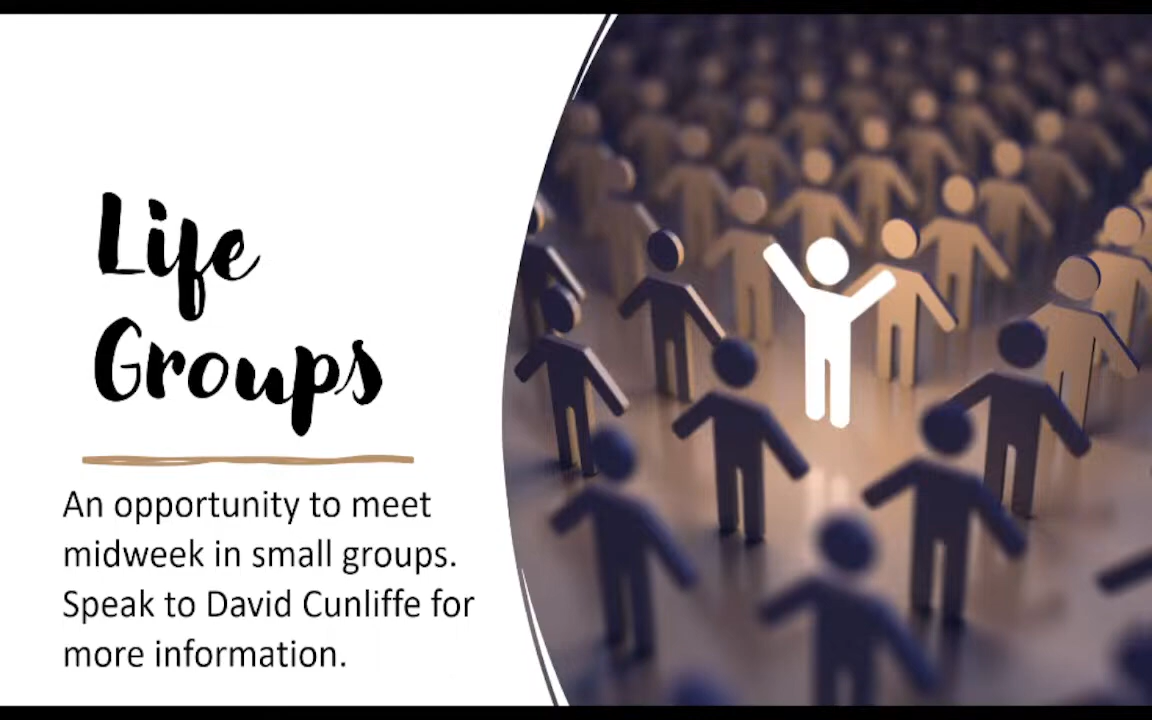 Life
Groups
An opportunity to meet
midweek in small groups.
Speak to David Cunliffe for
more information.